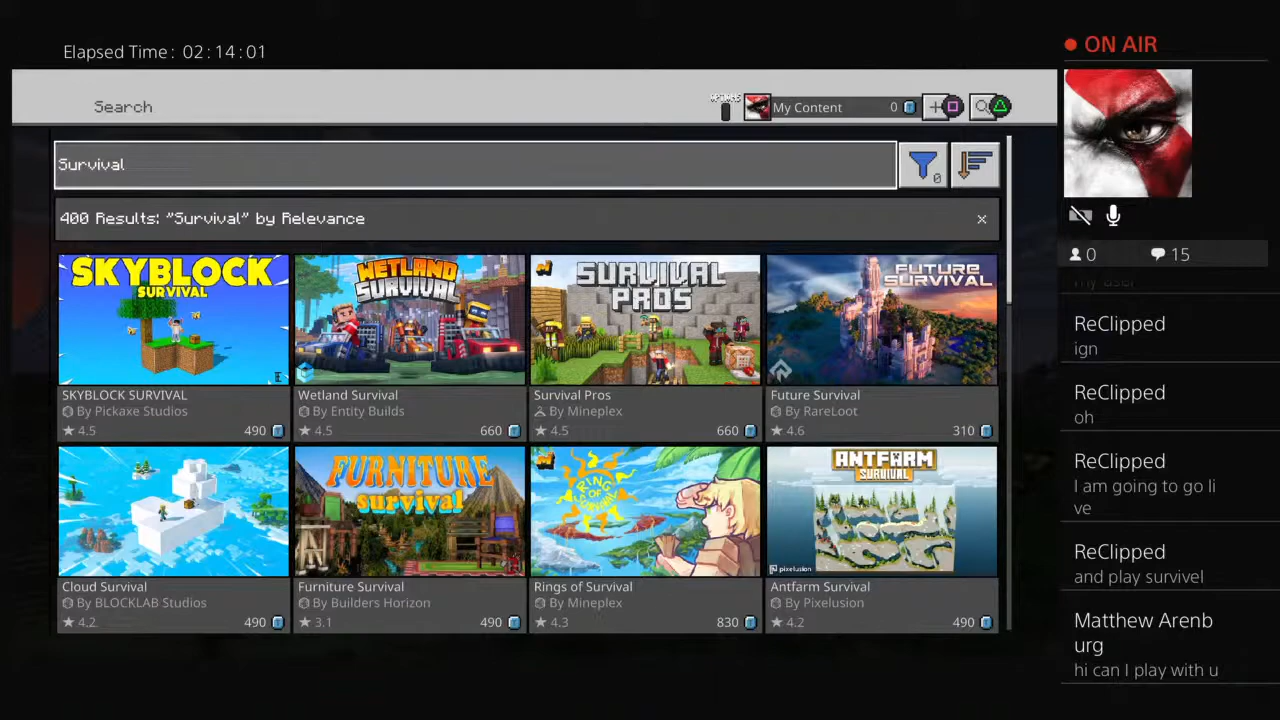 Elapsed Time: 02:14:01
ON AIR
Search
OPTIONS
My Content
0
Survival
0
400 Results: "Survival" by Relevance
SKYBLOCK
SURVIVAL
WETLAND
SURVIVAL
SURVIVAL
PROS
FUTURE
SURVIVAL
SKYBLOCK SURVIVAL
By Pickaxe Studios
4.5
490
Wetland Survival
By Entity Builds
4.5
660
Survival Pros
By Mineplex
4.5
660
Future Survival
By RareLoot
4.6
310
FURNITURE
survival
RING
OF
ANTFARM
SURVIVAL
pixelusion
Cloud Survival
By BLOCKLAB Studios
4.2
490
Furniture Survival
By Builders Horizon
3.1
490
Rings of Survival
By Mineplex
4.3
830
Antfarm Survival
By Pixelusion
4.2
490
0
15
my user
ReClipped
ign
ReClipped
oh
ReClipped
I am going to go li
ve
ReClipped
and play survivel
Matthew Arenb
urg
hi can I play with u